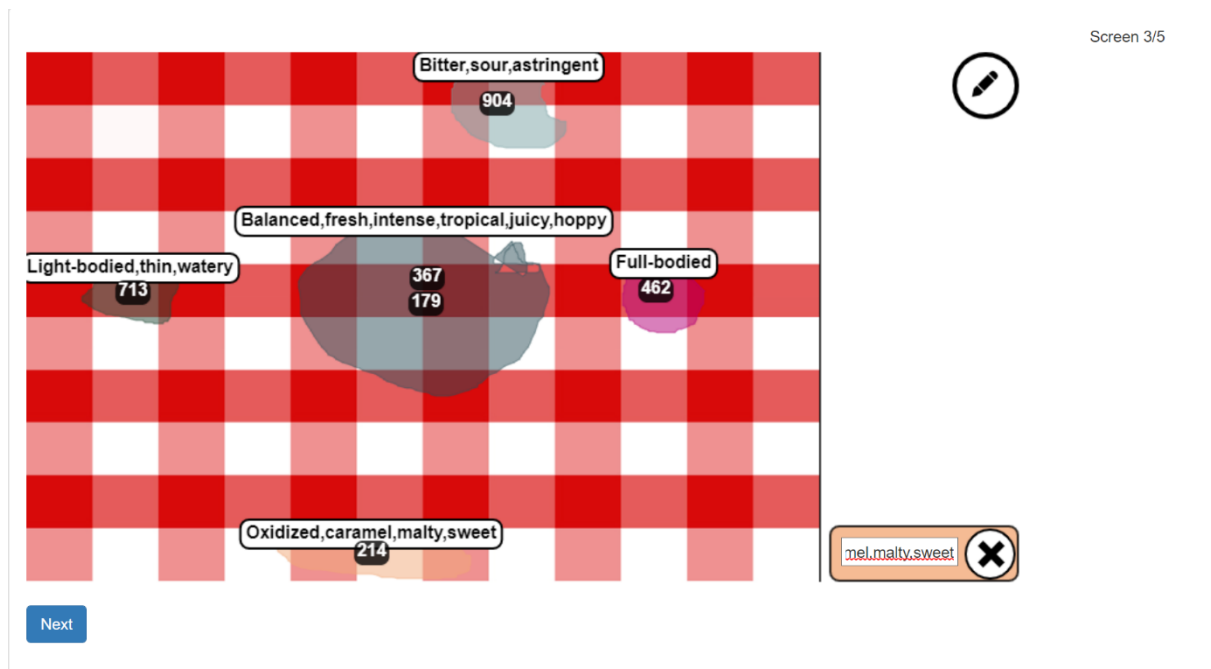 Screen 3/5
Bitter,sour,astringent
904
Balanced,fresh,intense,tropical,juicy,hoppy
Light-bodied,thin,watery
Full-bodied
367
713
462
179
Oxidized,caramel,malty,sweet
214
mel,malty,sweet
Next